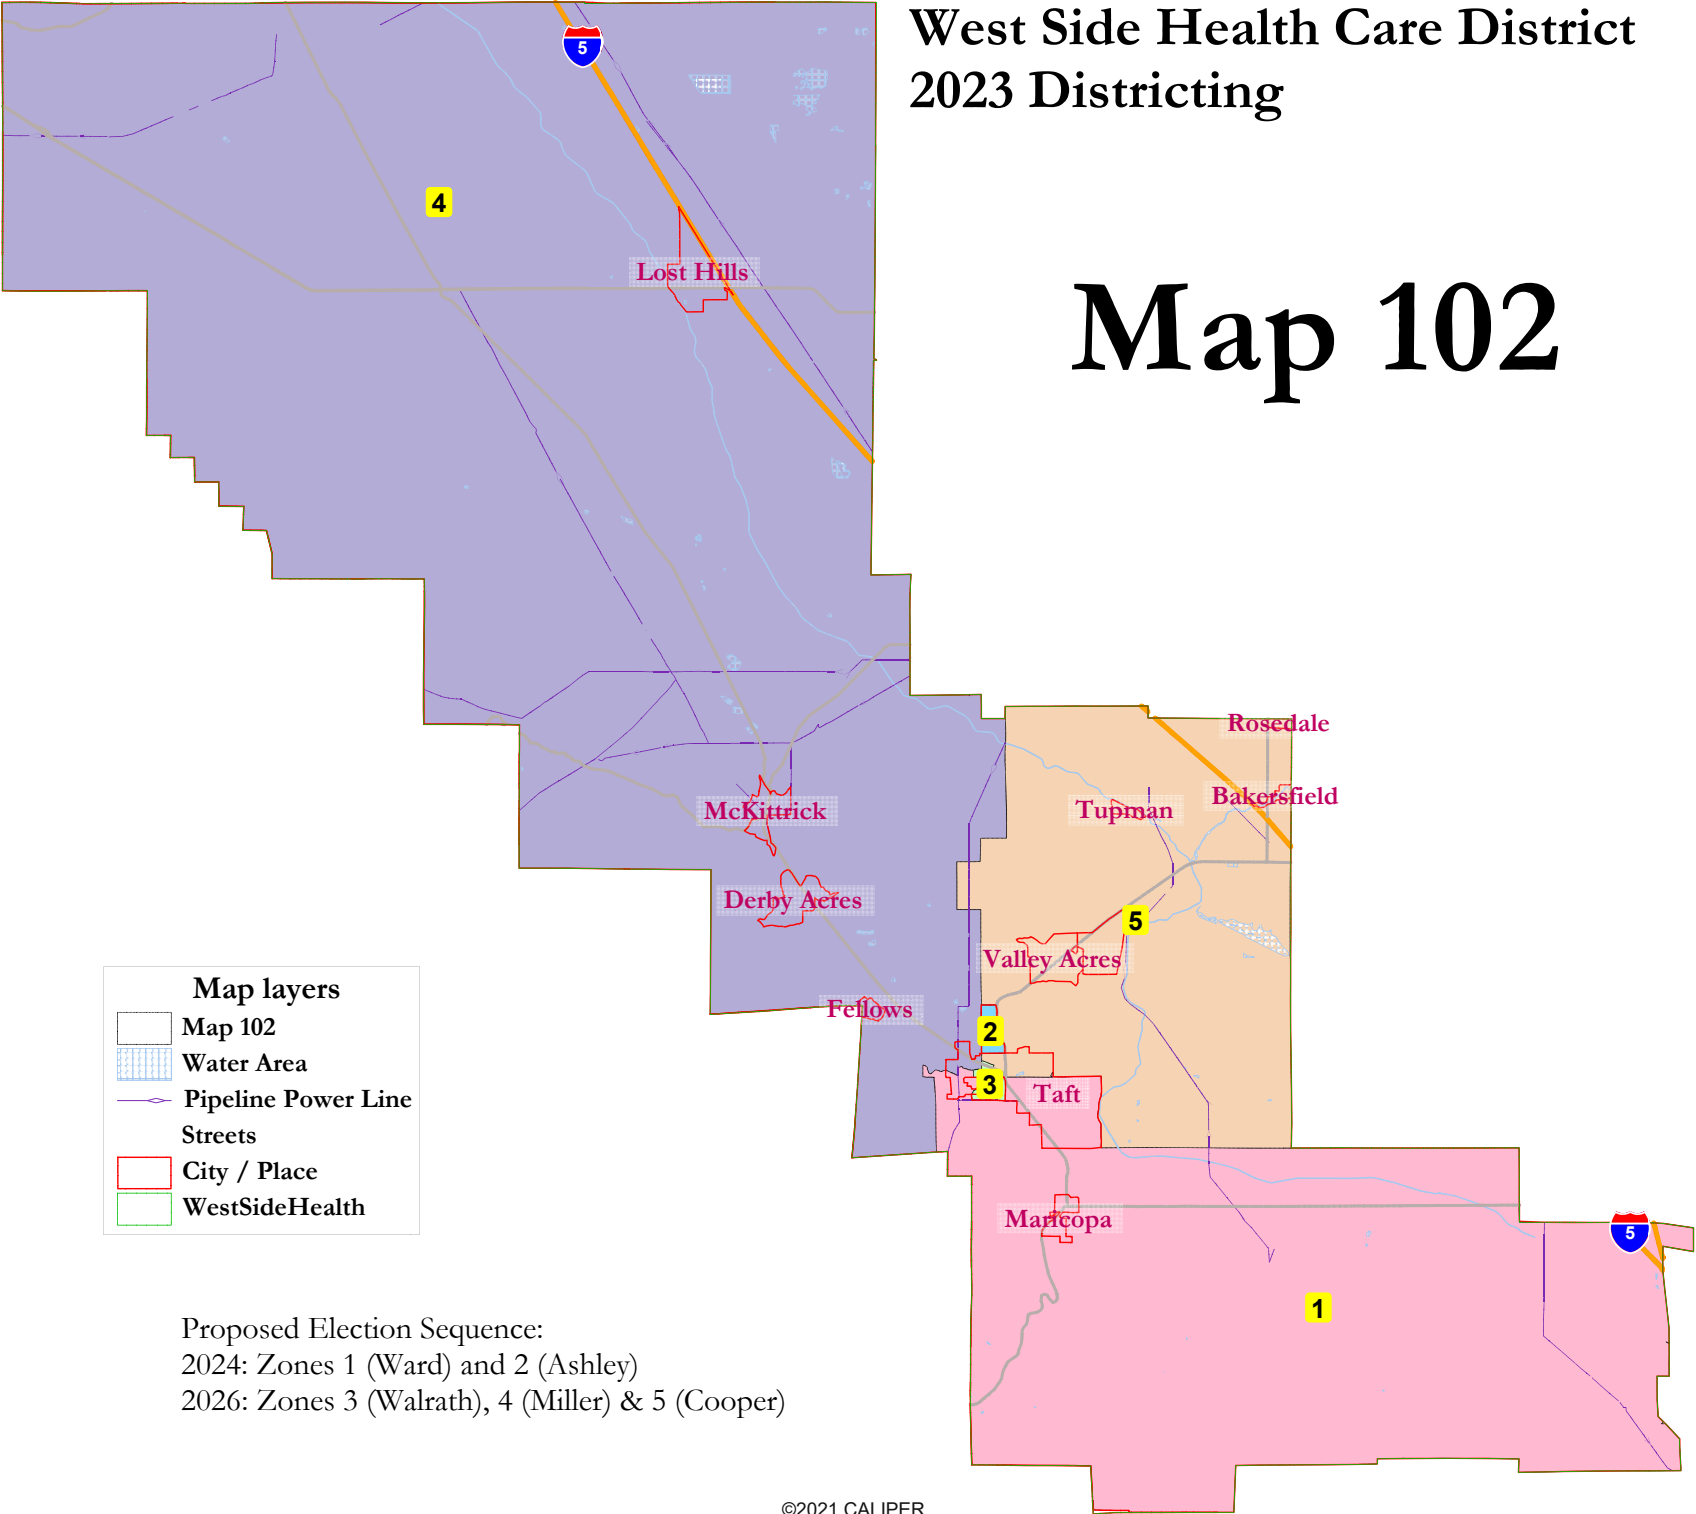 West Side Health Care District
2023 Districting
Map 102
5
4
Lost Hills
Rosedale
Bakersfield
Tupman
McKittrick
Derby Acres
5
Valley Acres
Fellows
2
3
Taft
Maricopa
5
1
Map layers
Map 102
Water Area
Pipeline Power Line
Streets
City / Place
WestSideHealth
Proposed Election Sequence:
2024: Zones 1 (Ward) and 2 (Ashley)
2026: Zones 3 (Walrath), 4 (Miller) & 5 (Cooper)
©2021 CALIPER